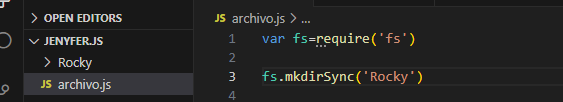 OPEN EDITORS
JENYFER.JS
Rocky
JS archivo.js
JS archivo.js > ...
1 var fs=require('fs')
2
3 fs.mkdirSync('Rocky')
4